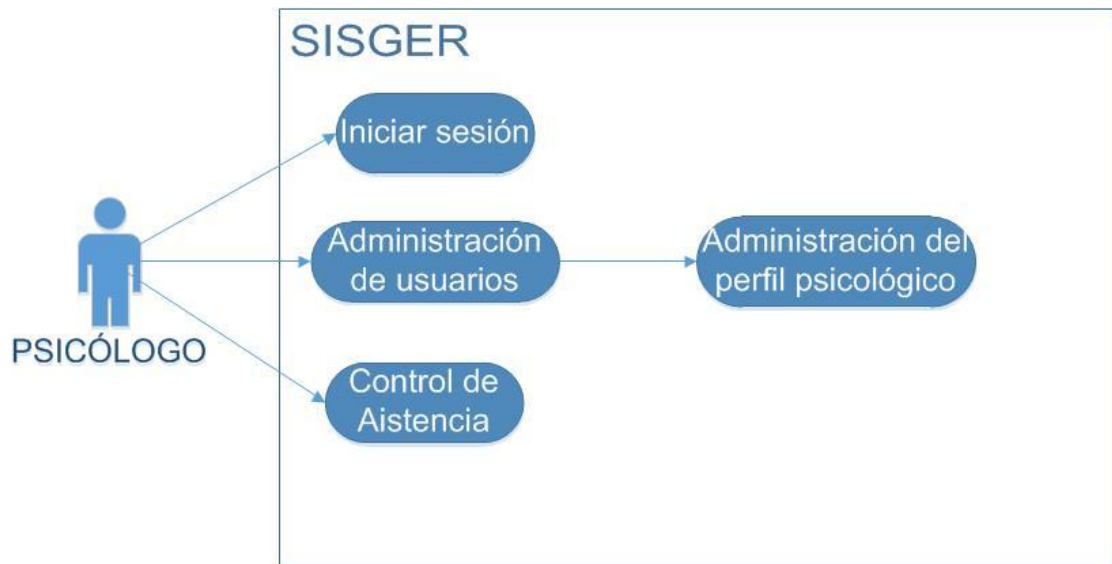 SISGER
Iniciar sesión
Administración
de usuarios
Administración del
perfil psicológico
PSICÓLOGO
Control de
Aistencia